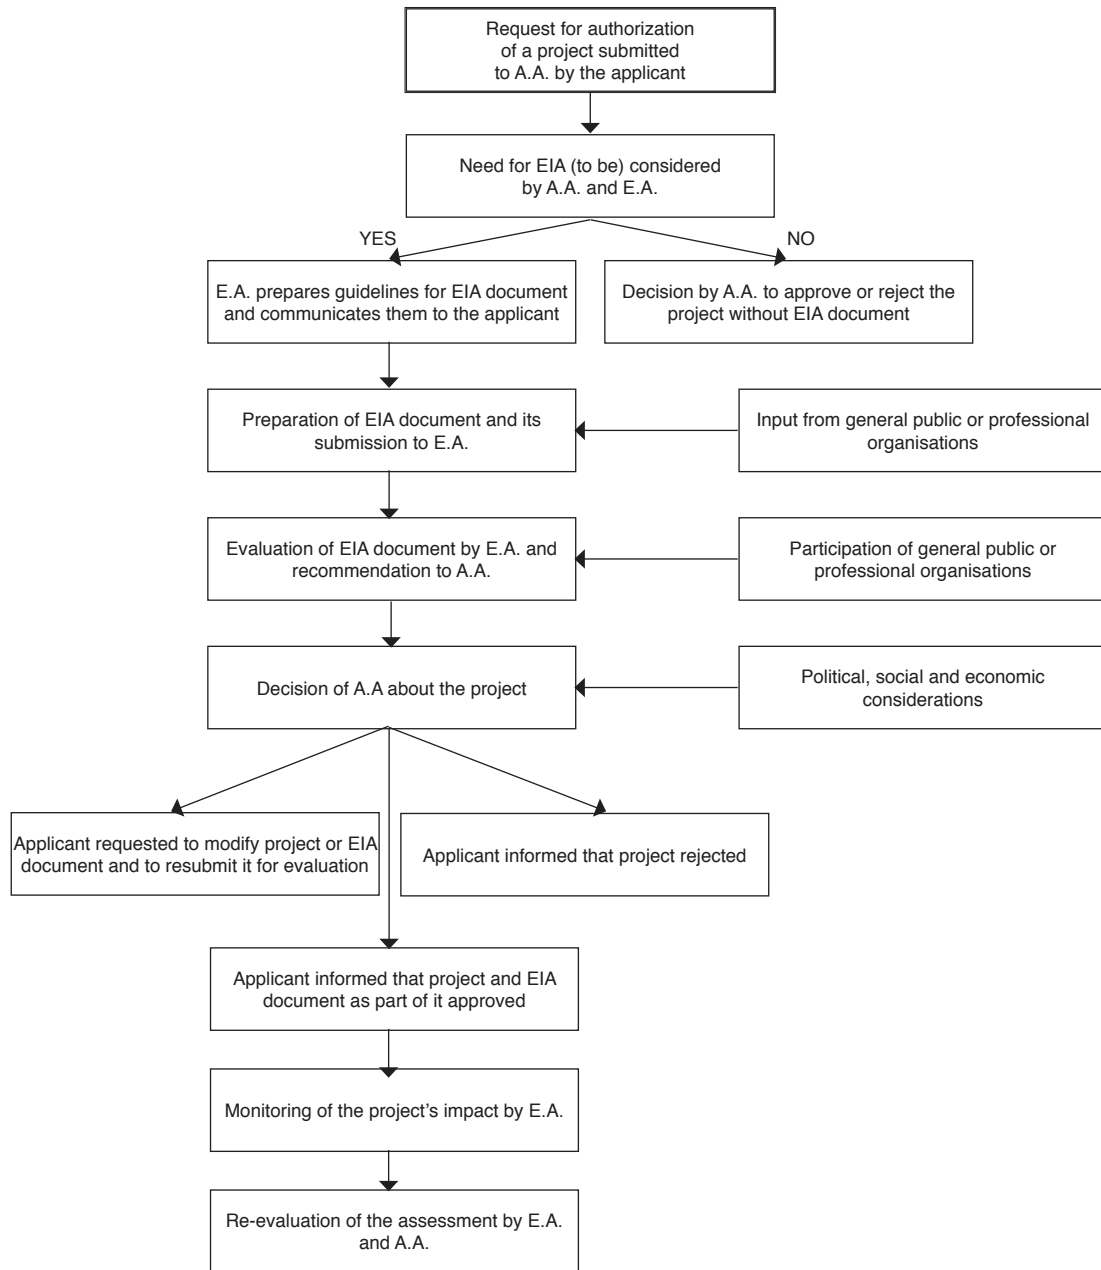 Request for authorization
of a project submitted
to A.A. by the applicant
Need for EIA (to be) considered
by A.A. and E.A.
YES
NO
E.A. prepares guidelines for EIA document
and communicates them to the applicant
Decision by A.A. to approve or reject the
project without EIA document
Preparation of EIA document and its
submission to E.A.
Input from general public or professional
organisations
Evaluation of EIA document by E.A. and
recommendation to A.A.
Participation of general public or
professional organisations
Decision of A.A about the project
Political, social and economic
considerations
Applicant requested to modify project or EIA
document and to resubmit it for evaluation
Applicant informed that project rejected
Applicant informed that project and EIA
document as part of it approved
Monitoring of the project's impact by E.A.
Re-evaluation of the assessment by E.A.
and A.A.